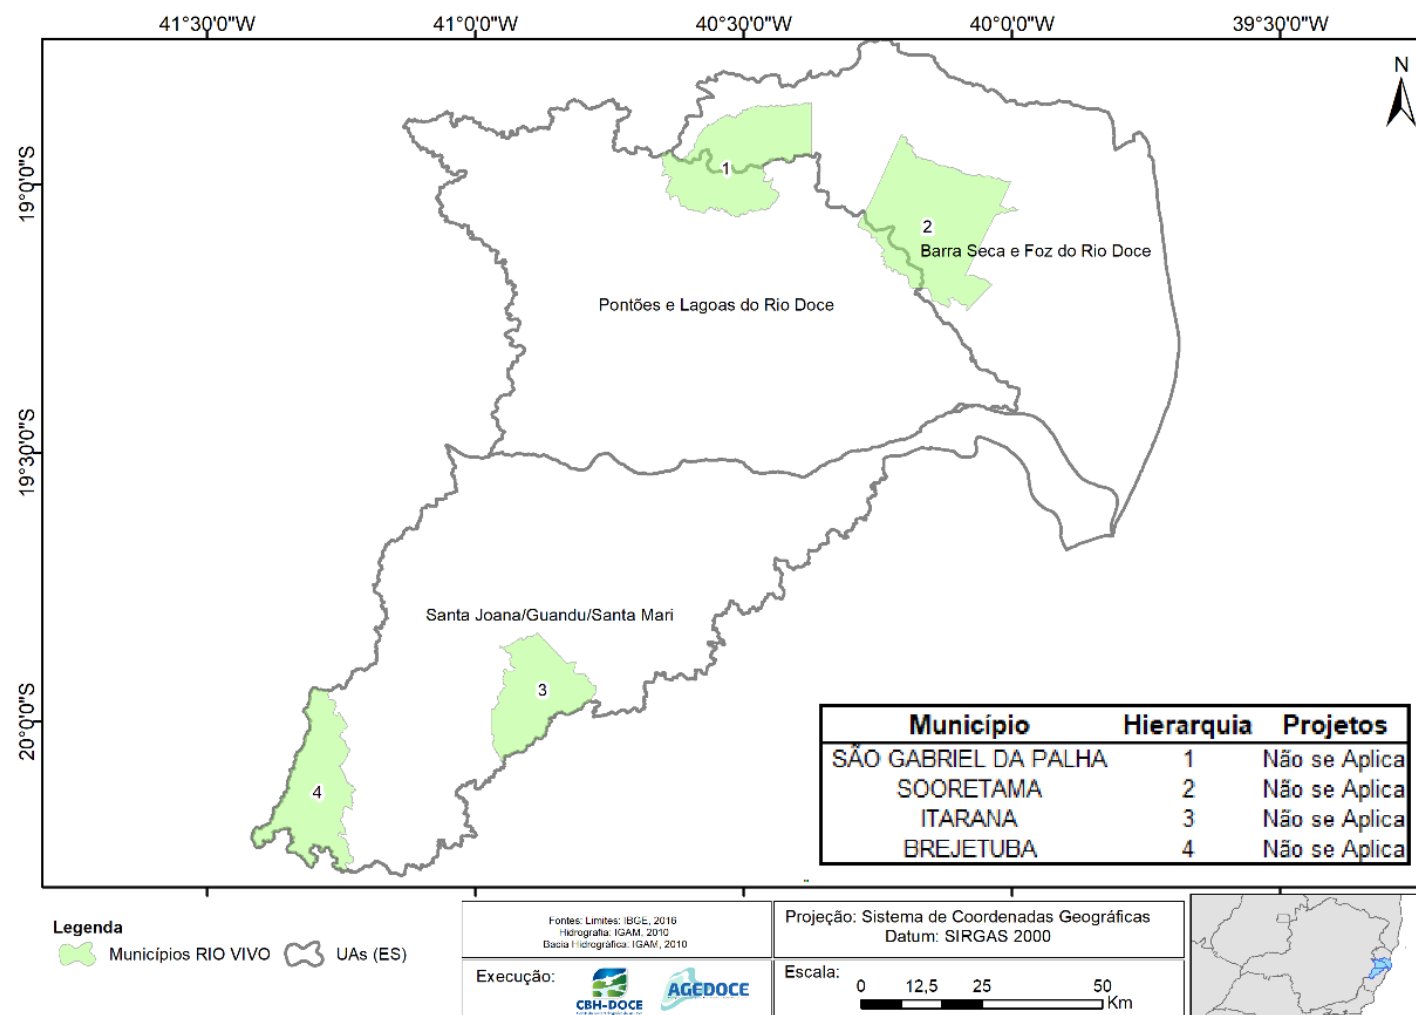 41°30'0"W 41°0'0"W 40°30'0"W 40°0'0"W 39°30'0"W
N
19°0'0"S
1
2
Barra Seca e Foz do Rio Doce
Pontões e Lagoas do Rio Doce
19°30'0"S
Santa Joana/Guandu/Santa Mari
3
20°0'0"S
4
Município Hierarquia Projetos
SÃO GABRIEL DA PALHA 1 Não se Aplica
SOORETAMA 2 Não se Aplica
ITARANA 3 Não se Aplica
BREJETUBA 4 Não se Aplica
Legenda
Municípios RIO VIVO UAs (ES)
Fontes: Limites: IBGE, 2016
Hidrografia: IGAM, 2010
Bacia Hidrográfica: IGAM, 2010
Execução:
CBH-DOCE
AGEDOCE
Projeção: Sistema de Coordenadas Geográficas
Datum: SIRGAS 2000
Escala:
0 12,5 25 50
Km